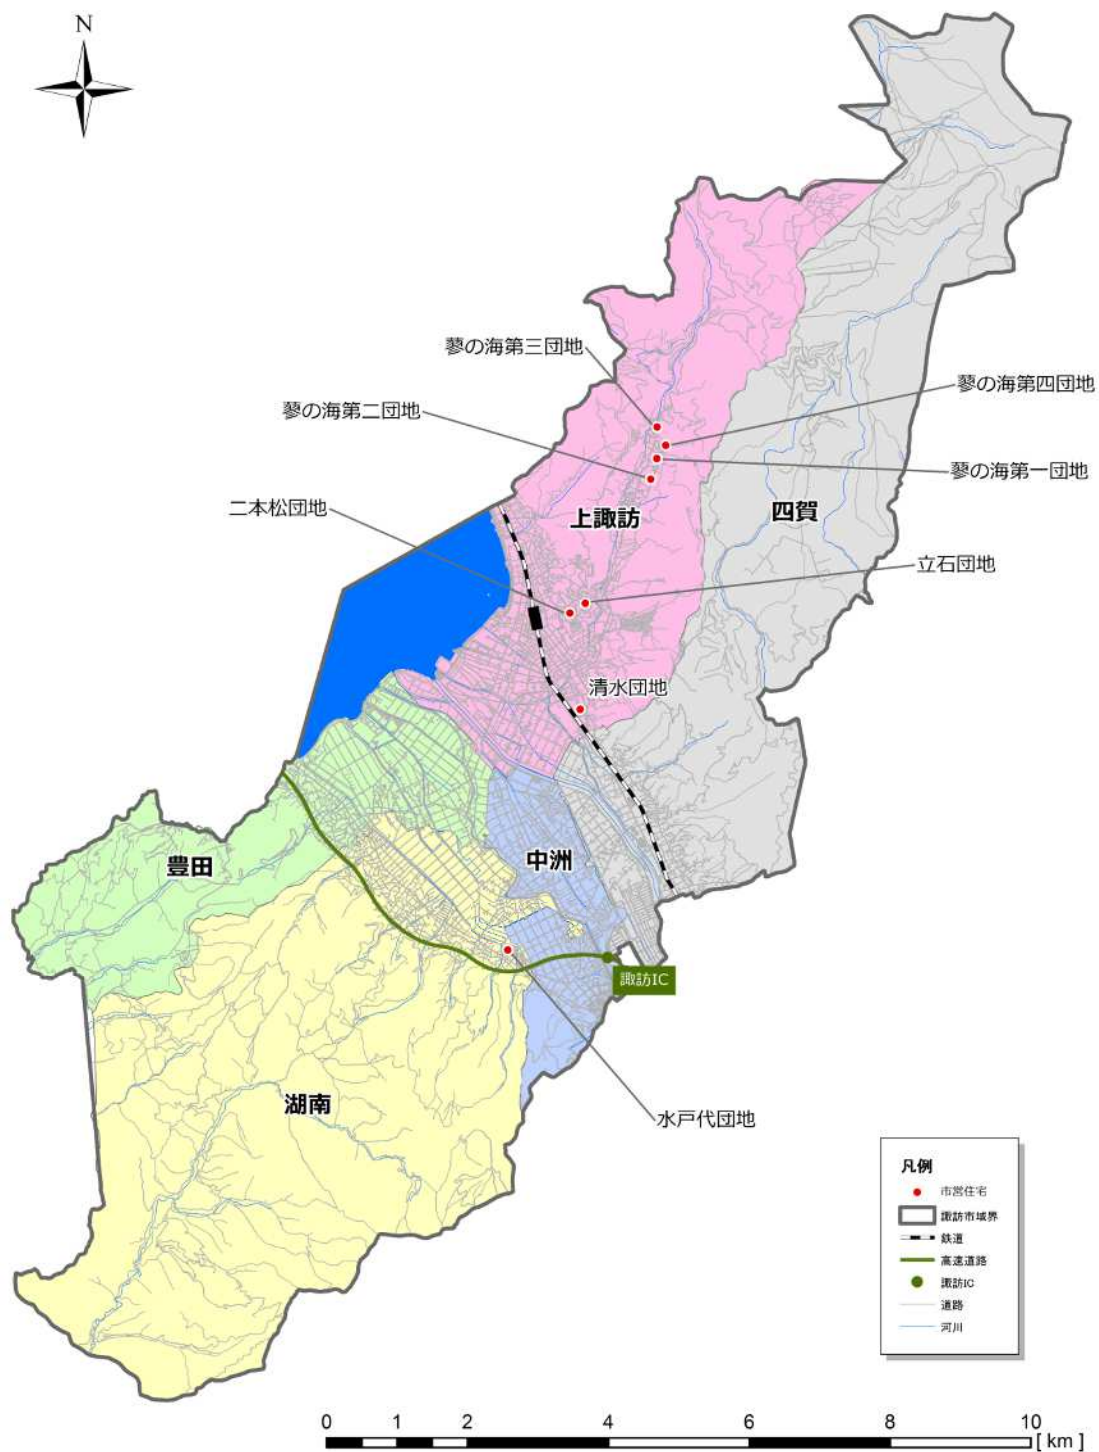 N
蓼の海第三団地
蓼の海第四団地
蓼の海第二団地
蓼の海第一団地
二本松団地
上諏訪
四賀
立石団地
清水団地
豊田
中洲
諏訪IC
湖南
水戸代団地
凡例
市営住宅
諏訪市域界
鉄道
高速道路
諏訪IC
道路
河川
0 1 2 4 6 8 10
[ km ]